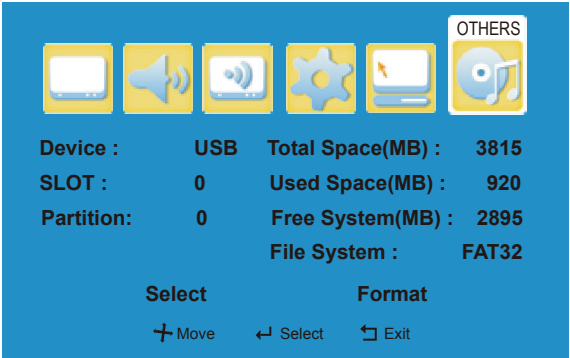 OTHERS
Device : USB Total Space(MB) : 3815
SLOT : 0 Used Space(MB) : 920
Partition: 0 Free System(MB) : 2895
File System : FAT32
Select Format
Move Select Exit